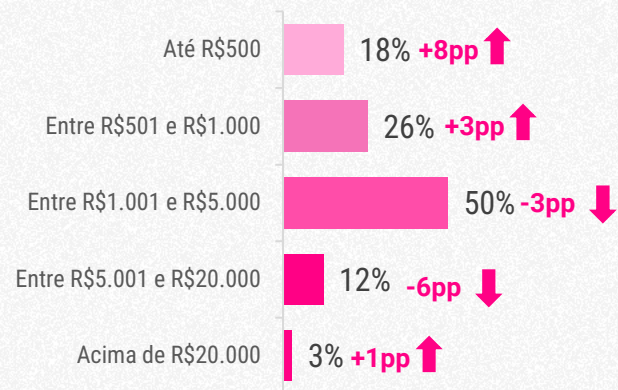 Até R$500 18% +8pp
Entre R$501 e R$1.000 26% +3pp
Entre R$1.001 e R$5.000 50% -3pp
Entre R$5.001 e R$20.000 12% -6pp
Acima de R$20.000 3% +1pp